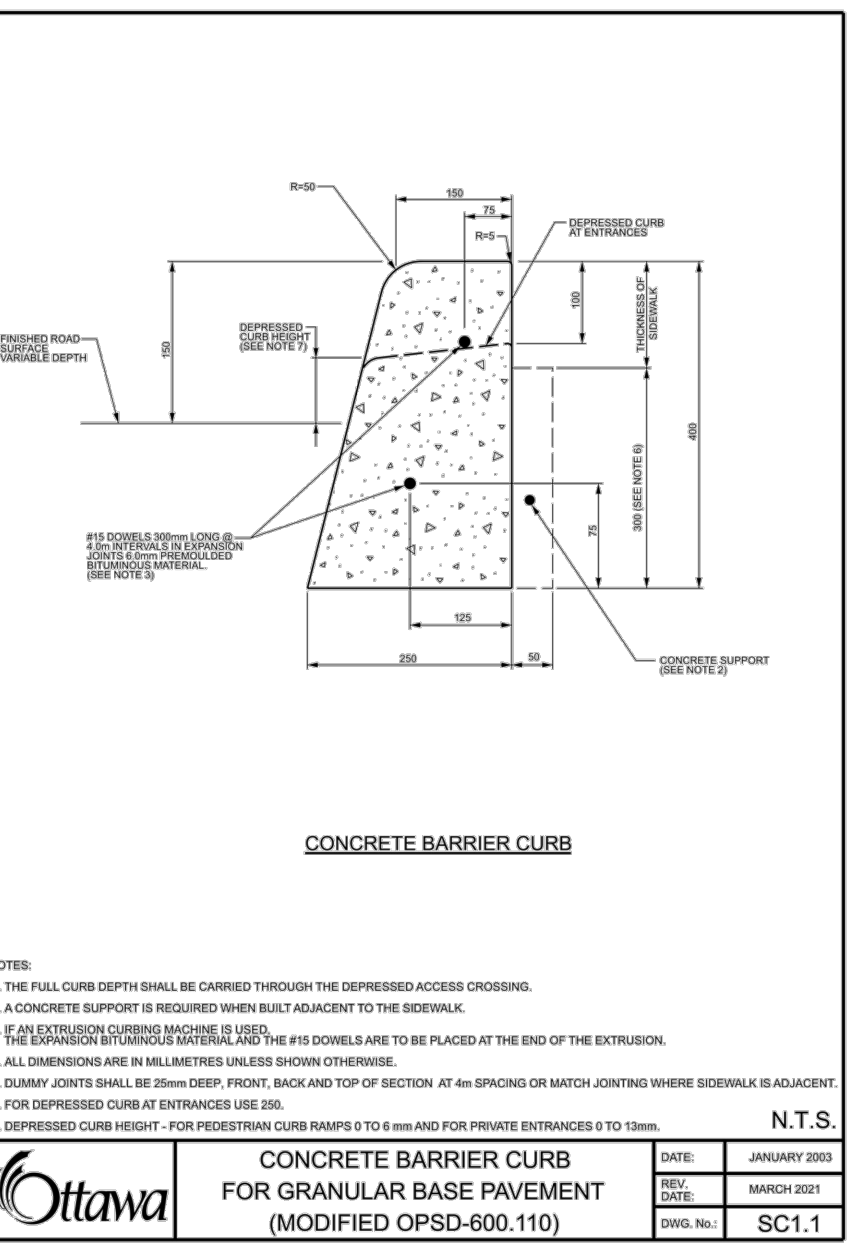 R=50
150
75
R=5
DEPRESSED CURB
AT ENTRANCES
100
THICKNESS OF
SIDEWALK
150
FINISHED ROAD
SURFACE
VARIABLE DEPTH
DEPRESSED
CURB HEIGHT
(SEE NOTE 7)
400
300 (SEE NOTE 6)
75
#15 DOWELS 300mm LONG @
4.0m INTERVALS IN EXPANSION
JOINTS 6.0mm PREMOULDED
BITUMINOUS MATERIAL.
(SEE NOTE 3)
125
250
50
CONCRETE SUPPORT
(SEE NOTE 2)
CONCRETE BARRIER CURB
OTES:
. THE FULL CURB DEPTH SHALL BE CARRIED THROUGH THE DEPRESSED ACCESS CROSSING.
. A CONCRETE SUPPORT IS REQUIRED WHEN BUILT ADJACENT TO THE SIDEWALK.
. IF AN EXTRUSION CURBING MACHINE IS USED,
THE EXPANSION BITUMINOUS MATERIAL AND THE #15 DOWELS ARE TO BE PLACED AT THE END OF THE EXTRUSION.
. ALL DIMENSIONS ARE IN MILLIMETRES UNLESS SHOWN OTHERWISE.
. DUMMY JOINTS SHALL BE 25mm DEEP, FRONT, BACK AND TOP OF SECTION AT 4m SPACING OR MATCH JOINTING WHERE SIDEWALK IS ADJACENT.
. FOR DEPRESSED CURB AT ENTRANCES USE 250.
. DEPRESSED CURB HEIGHT - FOR PEDESTRIAN CURB RAMPS 0 TO 6 mm AND FOR PRIVATE ENTRANCES 0 TO 13mm.
N.T.S.
Ottawa
CONCRETE BARRIER CURB
FOR GRANULAR BASE PAVEMENT
(MODIFIED OPSD-600.110)
DATE: JANUARY 2003
REV.
DATE: MARCH 2021
DWG. No.: SC1.1